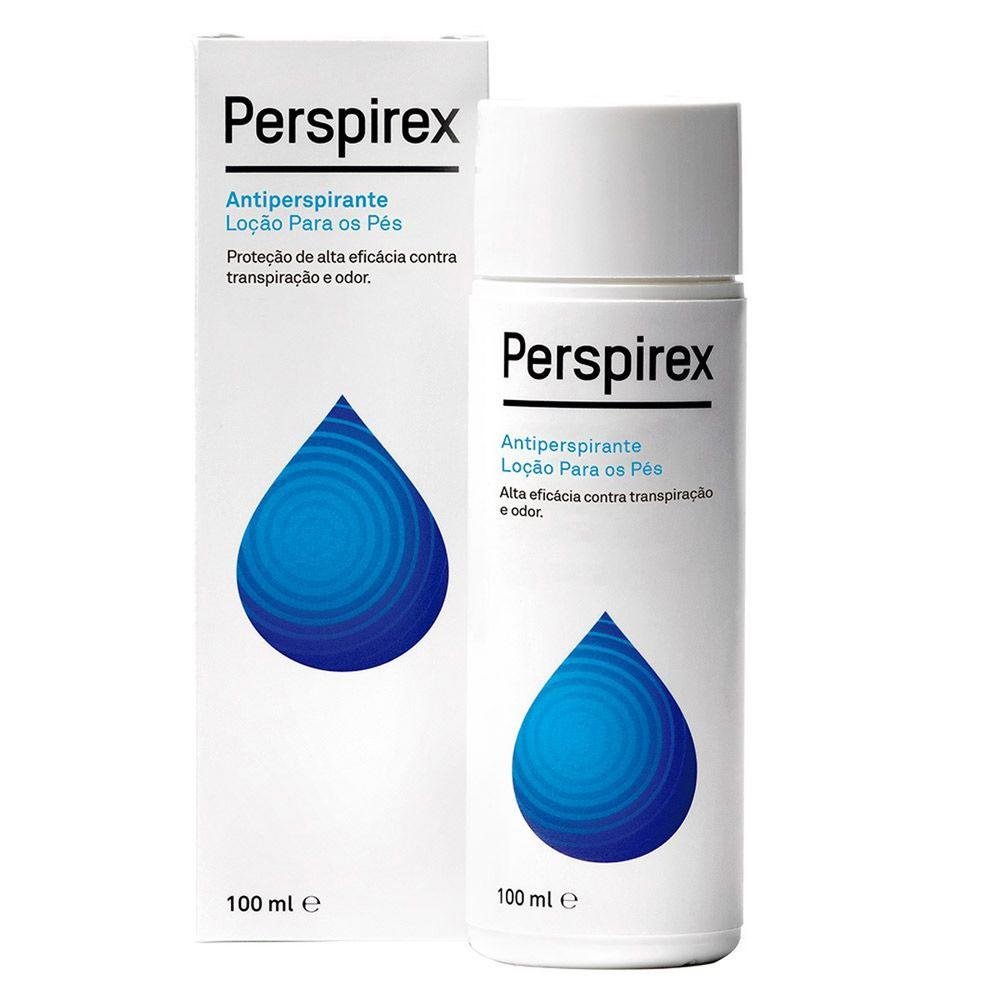 Perspirex
Antiperspirante
Loção Para os Pés
Proteção de alta eficácia contra
transpiração e odor.
100 ml ℮
Perspirex
Antiperspirante
Loção Para os Pés
Alta eficácia contra transpiração
e odor.
100 ml ℮